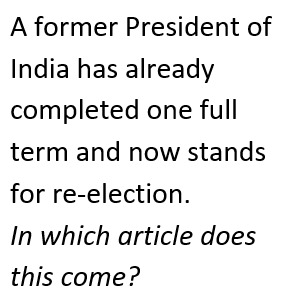 A former President of
India has already
completed one full
term and now stands
for re-election.
In which article does
this come?